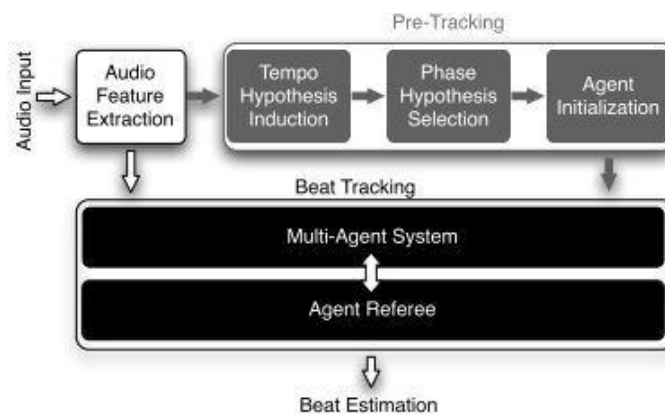 Pre-Tracking
Audio Input
Audio
Feature
Extraction
Tempo
Hypothesis
Induction
Phase
Hypothesis
Selection
Agent
Initialization
Beat Tracking
Multi-Agent System
Agent Referee
Beat Estimation